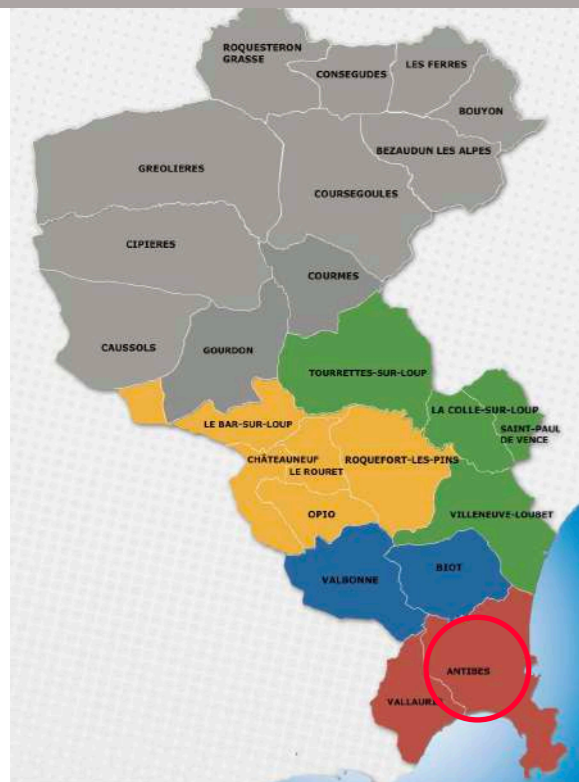 ROQUESTERON
GRASSE
CONSEGUDES
LES FERRES
BOUYON
BEZAUDUN LES ALPES
GREOLIERES
COURSEGOULES
CIPIERES
COURMES
CAUSSOLS
GOURDON
TOURRETTES-SUR-LOUP
LA COLLE-SUR-LOUP
SAINT-PAUL
DE VENCE
LE BAR-SUR-LOUP
CHÂTEAUNEUF
LE ROURET
ROQUEFORT-LES-PINS
OPIO
VILLENEUVE-LOUBET
VALBONNE
BIOT
ANTIBES
VALLAURIS